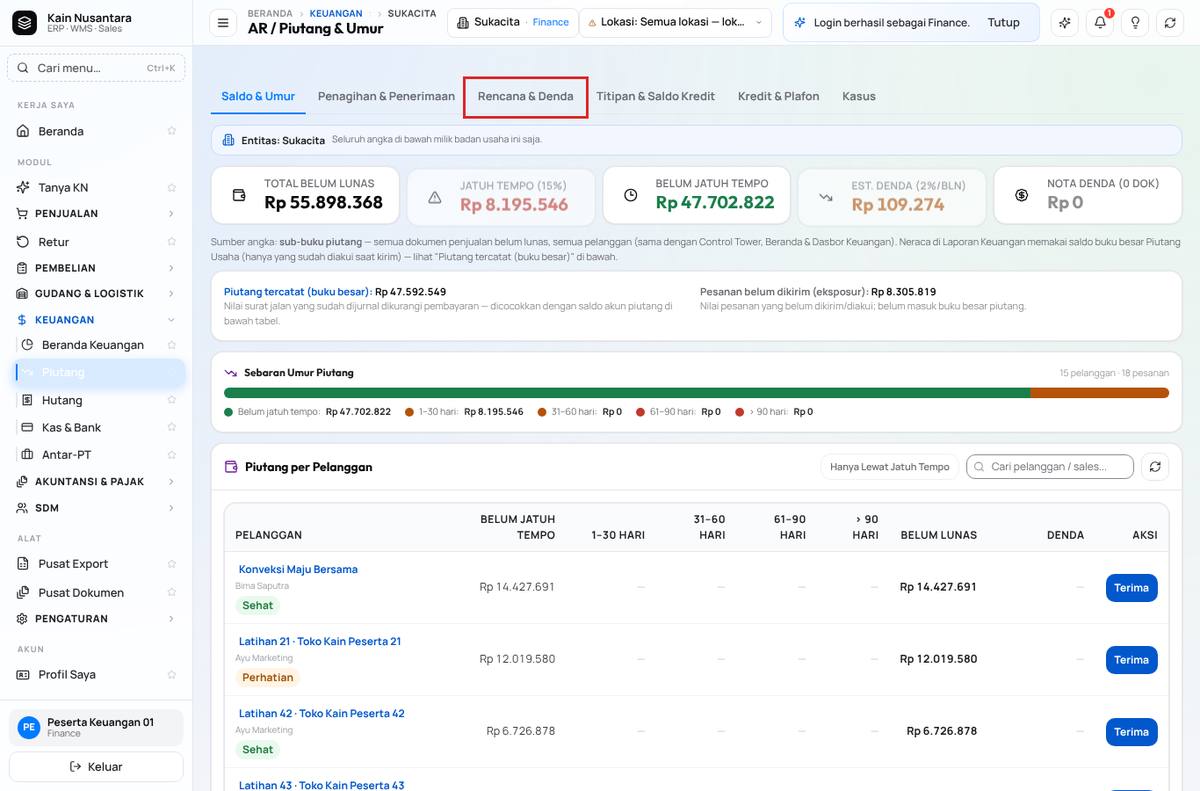 Kain Nusantara
ERP · WMS · Sales
Cari menu... Ctrl+K
KERJA SAYA
Beranda
MODUL
Tanya KN
PENJUALAN
Retur
PEMBELIAN
GUDANG & LOGISTIK
KEUANGAN
Beranda Keuangan
Piutang
Hutang
Kas & Bank
Antar-PT
AKUNTANSI & PAJAK
SDM
ALAT
Pusat Export
Pusat Dokumen
PENGATURAN
AKUN
Profil Saya
PE Peserta Keuangan 01
Finance
Keluar
BERANDA › KEUANGAN › SUKACITA
AR / Piutang & Umur
Sukacita · Finance
Lokasi: Semua lokasi — lok...
Login berhasil sebagai Finance. Tutup
1
Saldo & Umur Penagihan & Penerimaan Rencana & Denda Titipan & Saldo Kredit Kredit & Plafon Kasus
Entitas: Sukacita Seluruh angka di bawah milik badan usaha ini saja.
TOTAL BELUM LUNAS
Rp 55.898.368
JATUH TEMPO (15%)
Rp 8.195.546
BELUM JATUH TEMPO
Rp 47.702.822
EST. DENDA (2%/BLN)
Rp 109.274
NOTA DENDA (0 DOK)
Rp 0
Sumber angka: sub-buku piutang — semua dokumen penjualan belum lunas, semua pelanggan (sama dengan Control Tower, Beranda & Dasbor Keuangan). Neraca di Laporan Keuangan memakai saldo buku besar Piutang
Usaha (hanya yang sudah diakui saat kirim) — lihat "Piutang tercatat (buku besar)" di bawah.
Piutang tercatat (buku besar): Rp 47.592.549
Nilai surat jalan yang sudah dijurnal dikurangi pembayaran — dicocokkan dengan saldo akun piutang di
bawah tabel.
Pesanan belum dikirim (eksposur): Rp 8.305.819
Nilai pesanan yang belum dikirim/diakui; belum masuk buku besar piutang.
Sebaran Umur Piutang 15 pelanggan · 18 pesanan
Belum jatuh tempo: Rp 47.702.822 1–30 hari: Rp 8.195.546 31–60 hari: Rp 0 61–90 hari: Rp 0 > 90 hari: Rp 0
Piutang per Pelanggan Hanya Lewat Jatuh Tempo Cari pelanggan / sales...
PELANGGAN BELUM JATUH TEMPO 1–30 HARI 31–60 HARI 61–90 HARI > 90 HARI BELUM LUNAS DENDA AKSI
Konveksi Maju Bersama
Bima Saputra
Sehat
Rp 14.427.691 — — — — Rp 14.427.691 — Terima
Latihan 21 · Toko Kain Peserta 21
Ayu Marketing
Perhatian
Rp 12.019.580 — — — — Rp 12.019.580 — Terima
Latihan 42 · Toko Kain Peserta 42
Ayu Marketing
Sehat
Rp 6.726.878 — — — — Rp 6.726.878 — Terima
Latihan 43 · Toko Kain Peserta 43